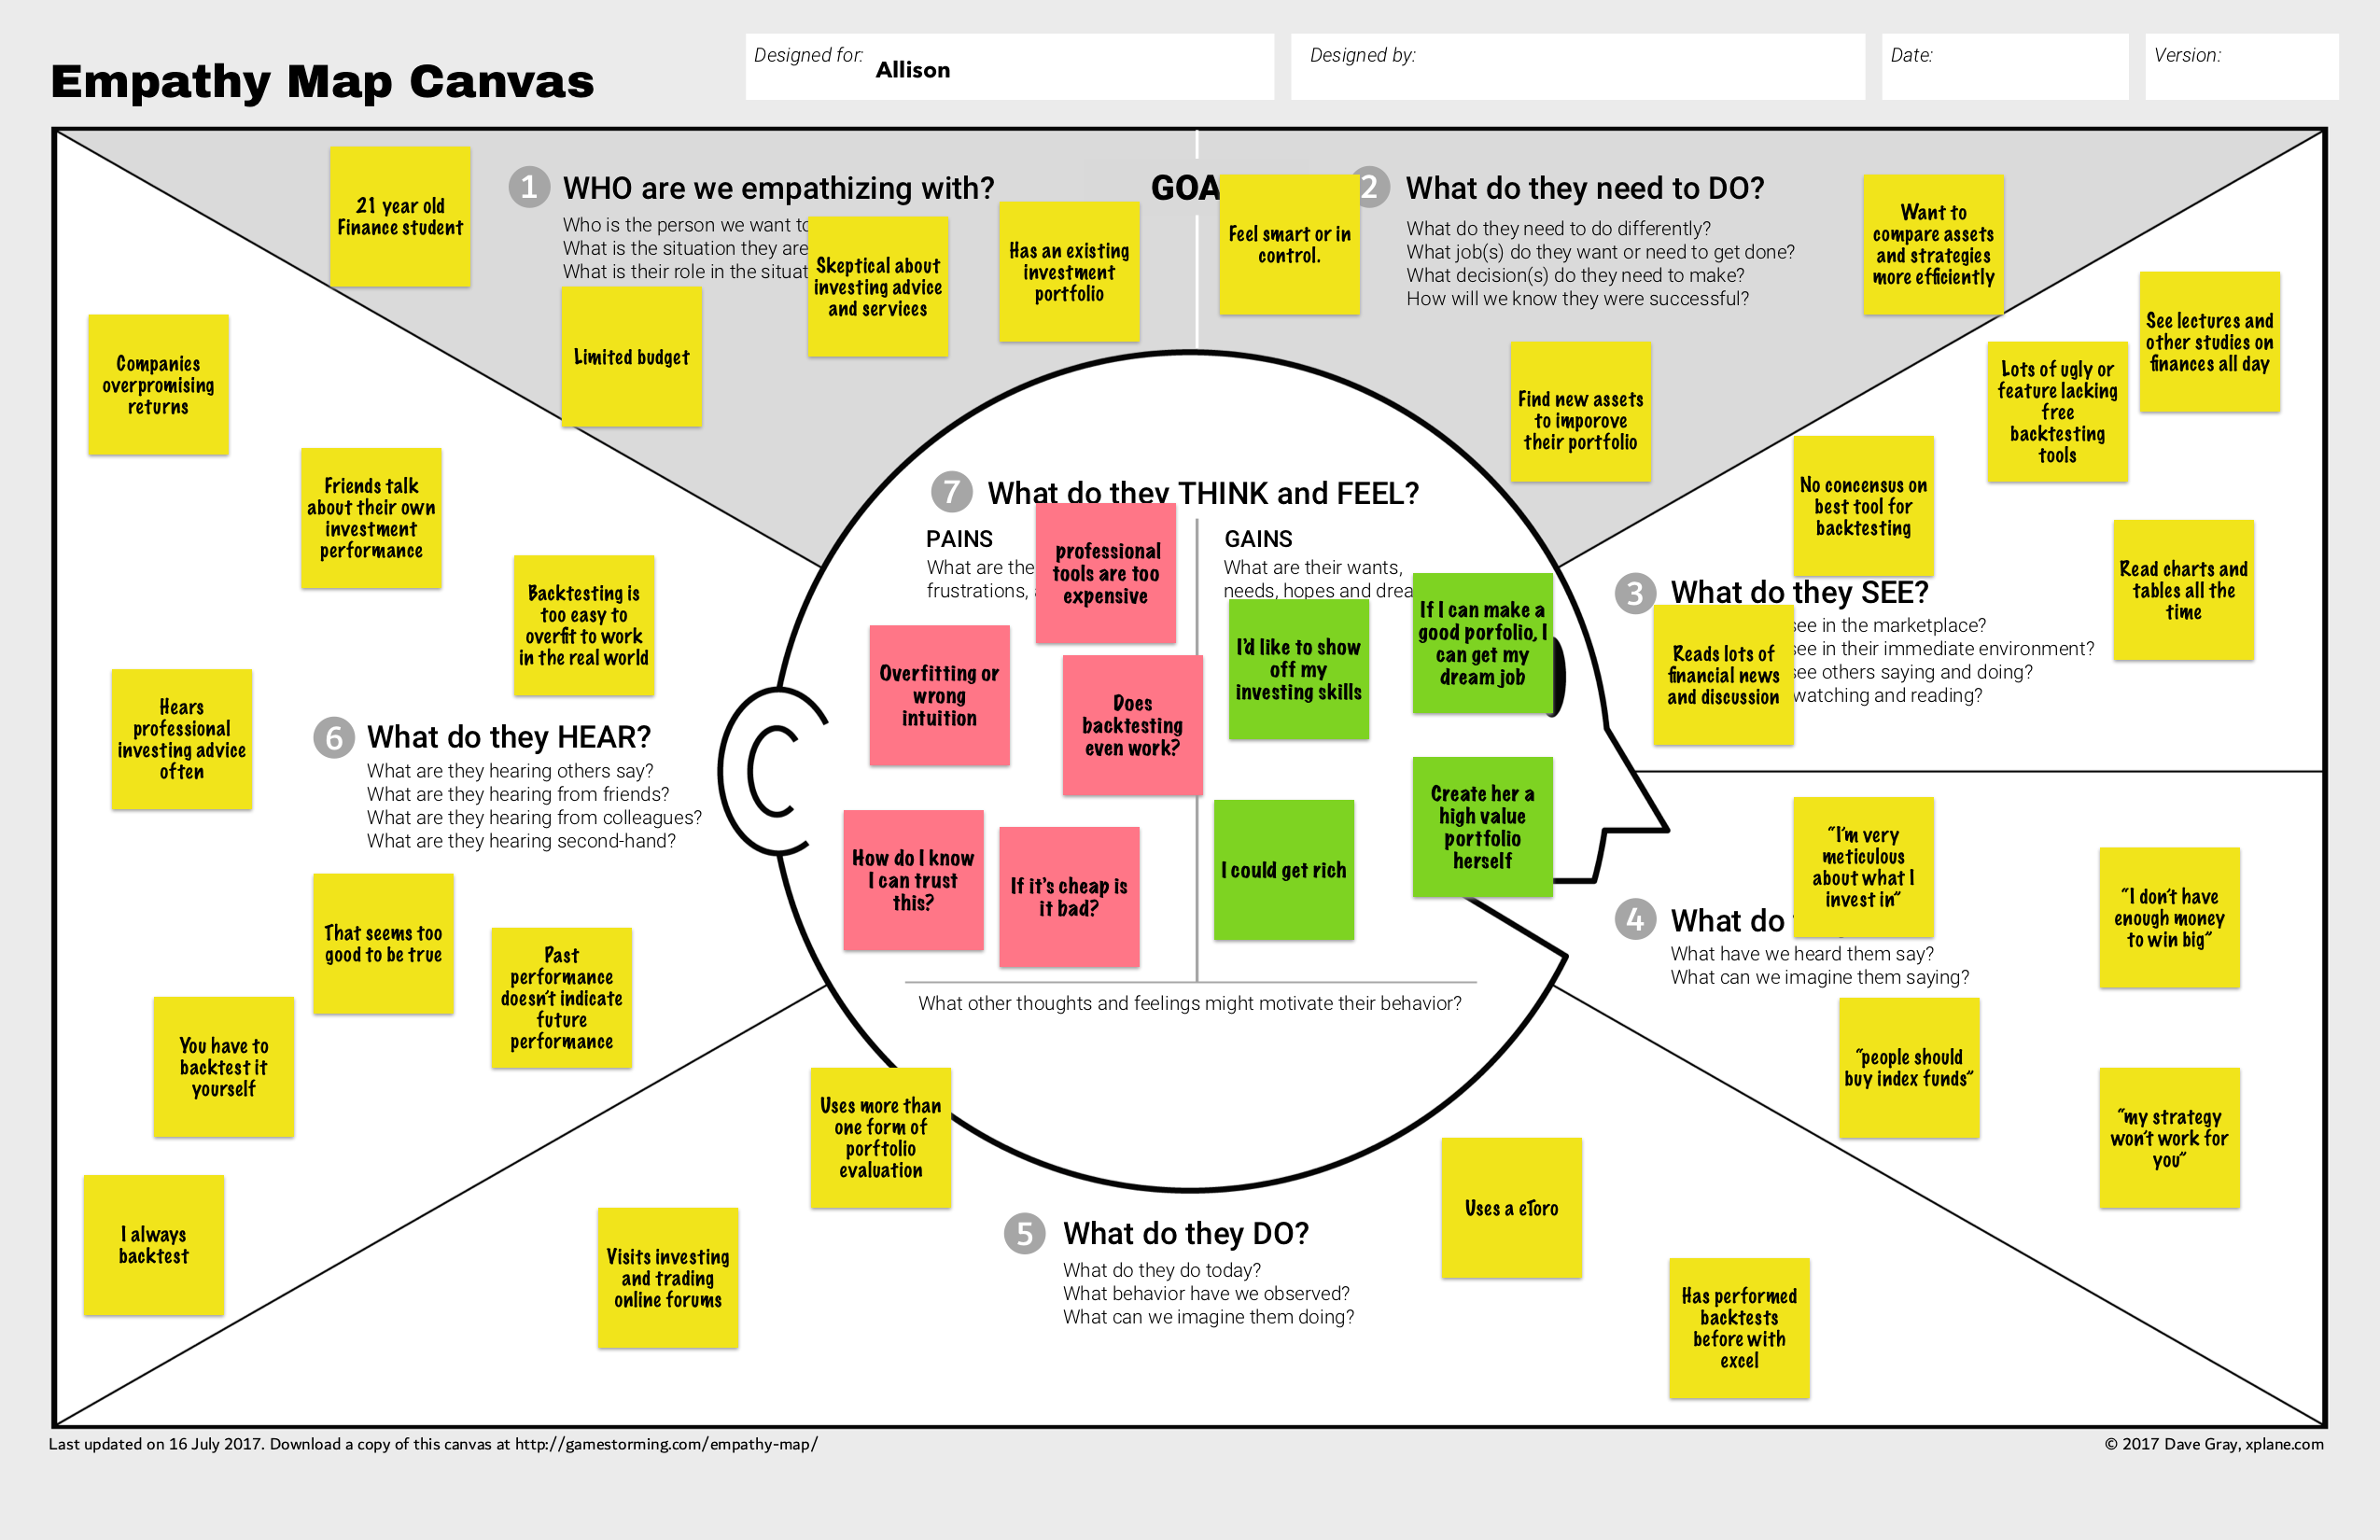 Empathy Map Canvas
Designed for:
Allison
Designed by:
Date:
Version:
1
WHO are we empathizing with?
Who is the person we want to
What is the situation they are
What is their role in the situat
21 year old
Finance student
Limited budget
Skeptical about
investing advice
and services
Has an existing
investment
portfolio
GOA
Feel smart or in
control.
2
What do they need to DO?
What do they need to do differently?
What job(s) do they want or need to get done?
What decision(s) do they need to make?
How will we know they were successful?
Want to
compare assets
and strategies
more efficiently
Find new assets
to imporove
their portfolio
See lectures and
other studies on
finances all day
Lots of ugly or
feature lacking
free
backtesting
tools
No concensus on
best tool for
backtesting
Read charts and
tables all the
time
3
What do they SEE?
see in the marketplace?
see in their immediate environment?
see others saying and doing?
watching and reading?
Reads lots of
financial news
and discussion
4
What do
What have we heard them say?
What can we imagine them saying?
"I'm very
meticulous
about what I
invest in"
"I don't have
enough money
to win big"
"people should
buy index funds"
"my strategy
won't work for
you"
5
What do they DO?
What do they do today?
What behavior have we observed?
What can we imagine them doing?
Uses more than
one form of
porftolio
evaluation
Visits investing
and trading
online forums
Uses a eToro
Has performed
backtests
before with
excel
6
What do they HEAR?
What are they hearing others say?
What are they hearing from friends?
What are they hearing from colleagues?
What are they hearing second-hand?
Companies
overpromising
returns
Friends talk
about their own
investment
performance
Backtesting is
too easy to
overfit to work
in the real world
Hears
professional
investing advice
often
That seems too
good to be true
Past
performance
doesn't indicate
future
performance
You have to
backtest it
yourself
I always
backtest
7
What do they THINK and FEEL?
PAINS
What are the
frustrations,
professional
tools are too
expensive
Overfitting or
wrong
intuition
Does
backtesting
even work?
How do I know
I can trust
this?
If it's cheap is
it bad?
GAINS
What are their wants,
needs, hopes and drea
I'd like to show
off my
investing skills
If I can make a
good porfolio, I
can get my
dream job
I could get rich
Create her a
high value
portfolio
herself
What other thoughts and feelings might motivate their behavior?
Last updated on 16 July 2017. Download a copy of this canvas at http://gamestorming.com/empathy-map/
© 2017 Dave Gray, xplane.com